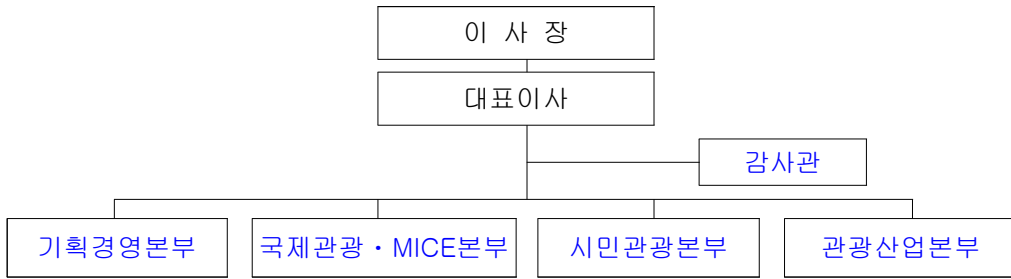 이 사 장
대표이사
감사관
기획경영본부
국제관광・MICE본부
시민관광본부
관광산업본부